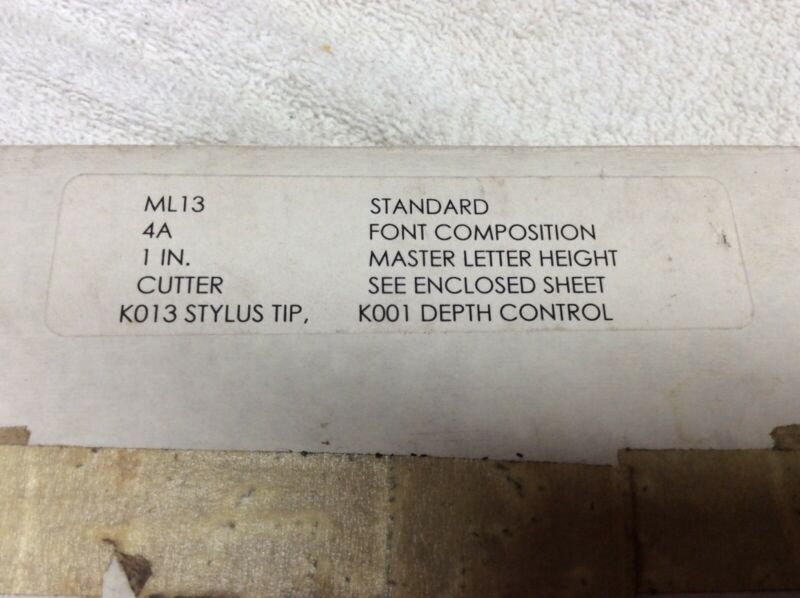 ML13 STANDARD
4A FONT COMPOSITION
1 IN. MASTER LETTER HEIGHT
CUTTER SEE ENCLOSED SHEET
K013 STYLUS TIP, K001 DEPTH CONTROL